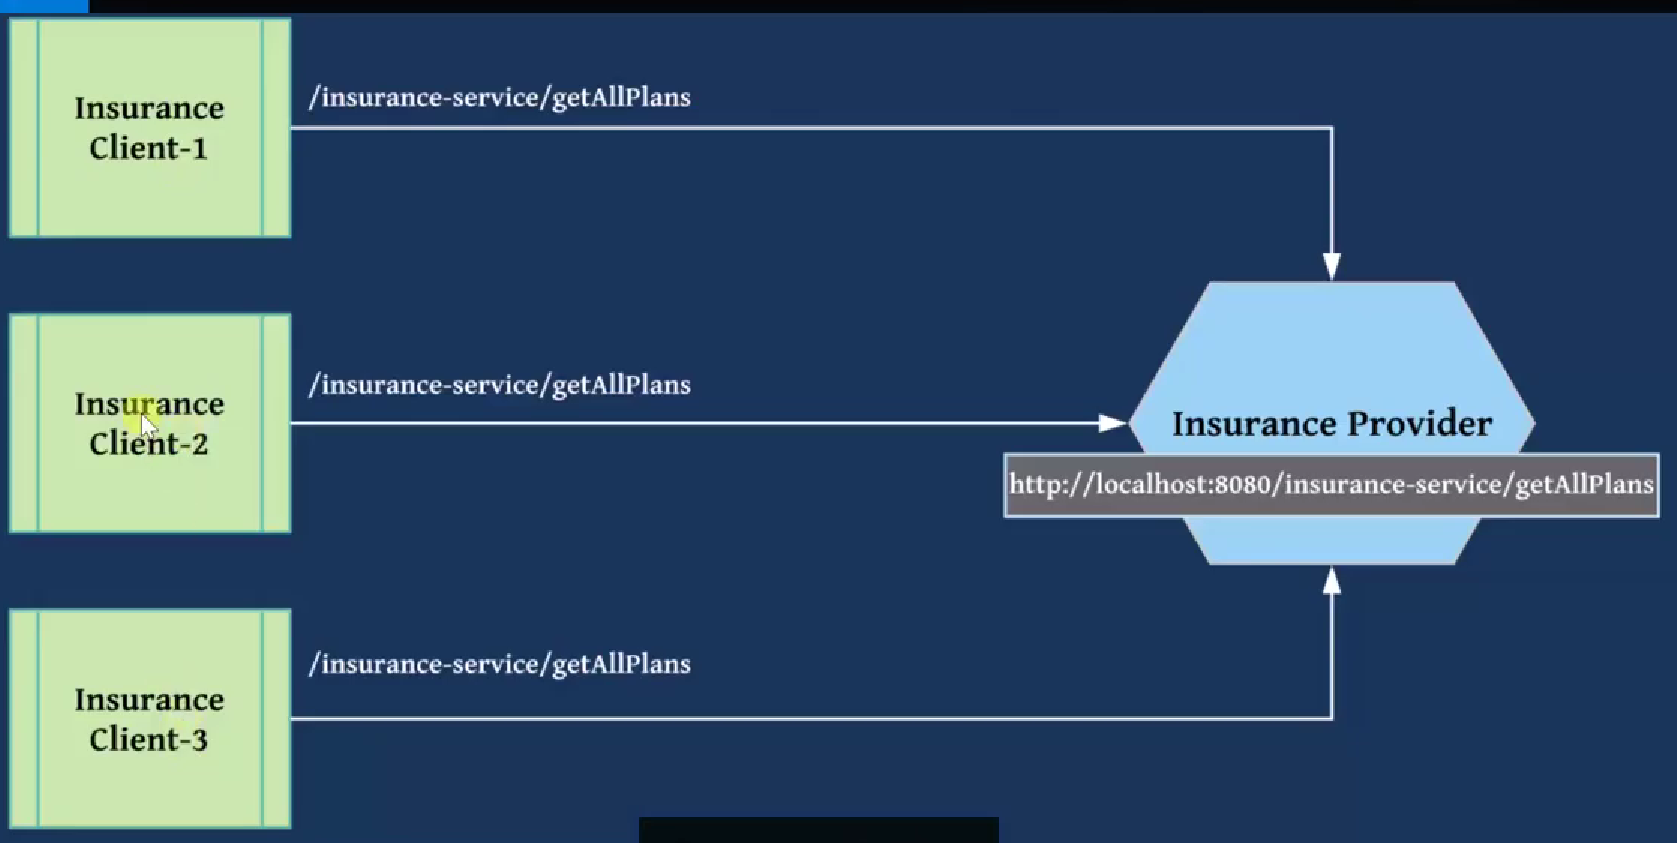 Insurance
Client-1
/insurance-service/getAllPlans
Insurance
Client-2
/insurance-service/getAllPlans
Insurance Provider
http://localhost:8080/insurance-service/getAllPlans
Insurance
Client-3
/insurance-service/getAllPlans